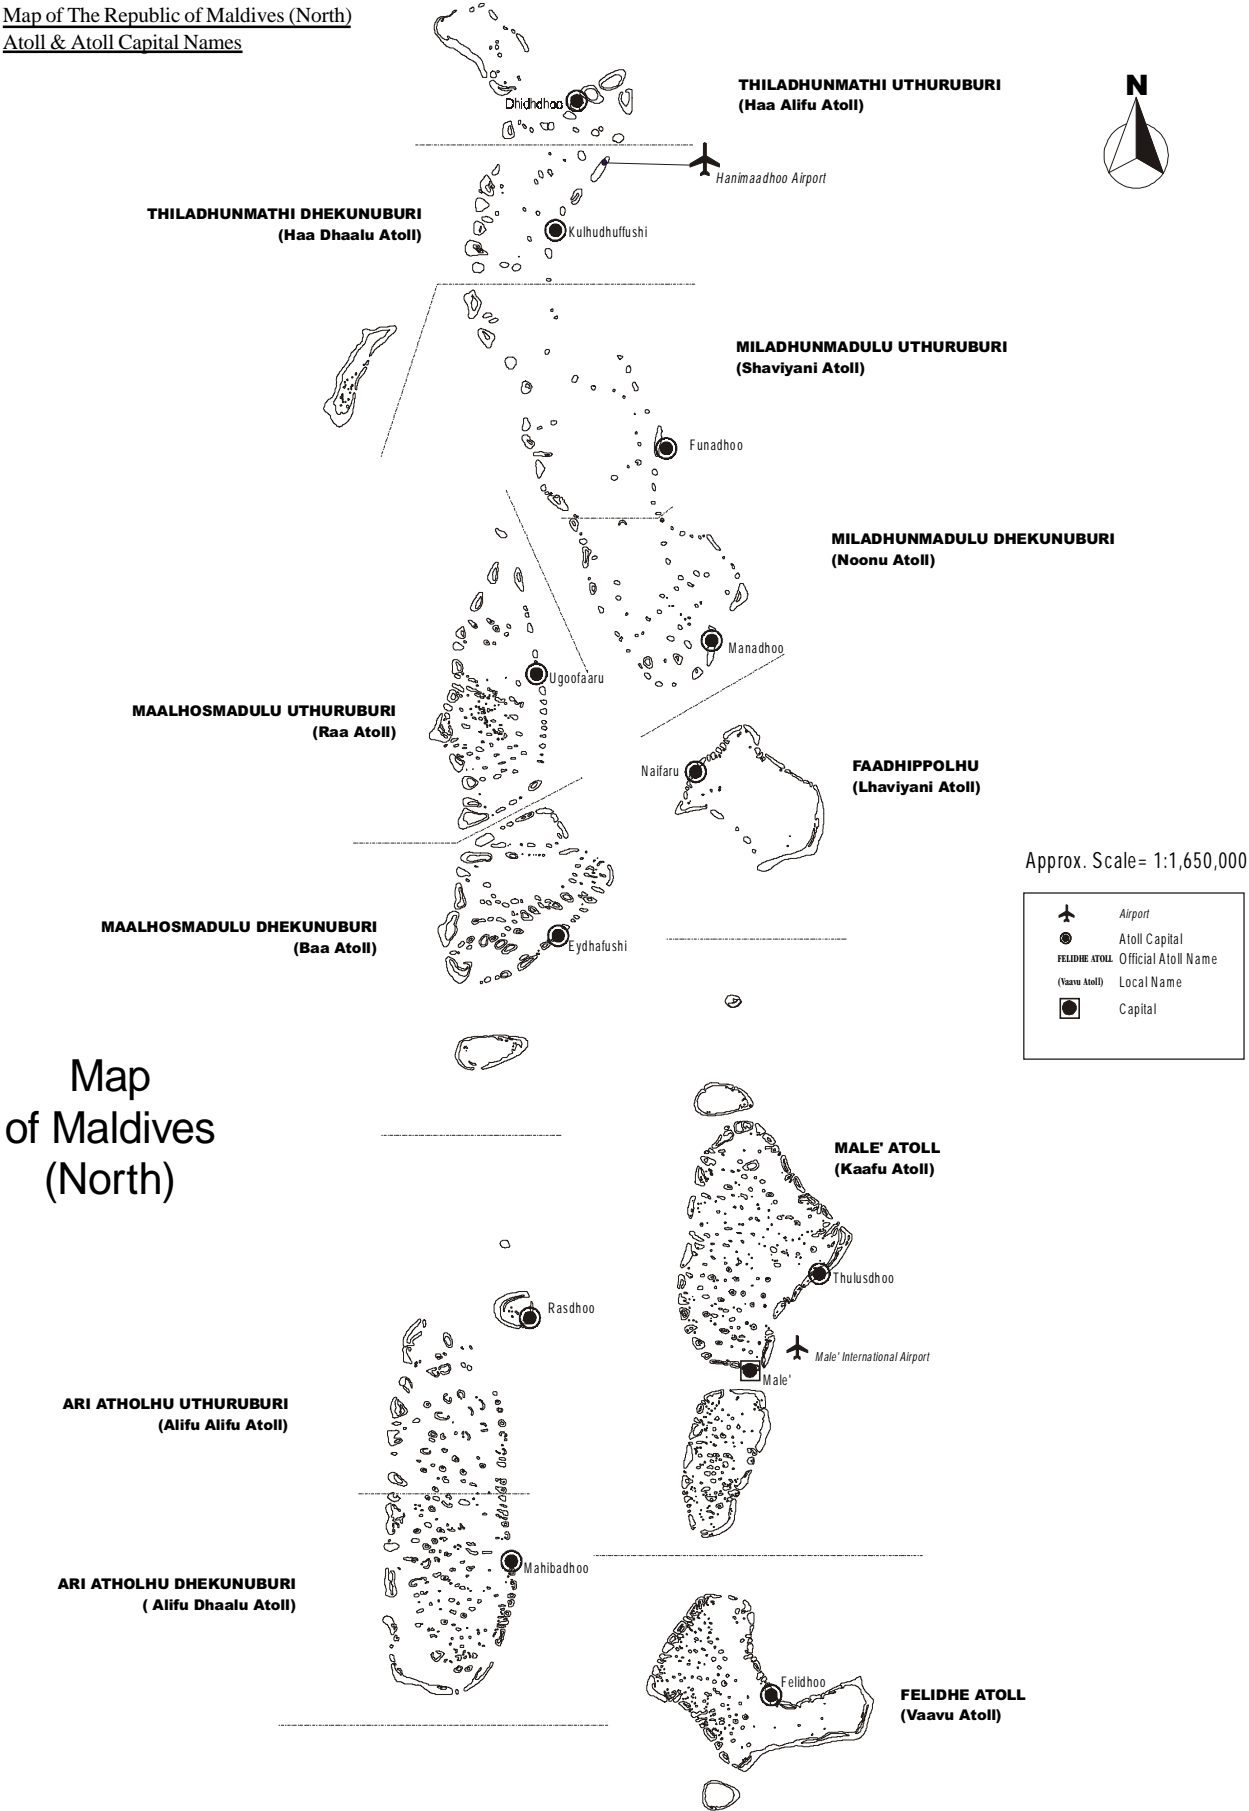 Map of The Republic of Maldives (North)
Atoll & Atoll Capital Names
THILADHUNMATHI UTHURUBURI
(Haa Alifu Atoll)
Dhidhdhoo
N
Hanimaadhoo Airport
THILADHUNMATHI DHEKUNUBURI
(Haa Dhaalu Atoll)
Kulhudhuffushi
MILADHUNMADULU UTHURUBURI
(Shaviyani Atoll)
Funadhoo
MILADHUNMADULU DHEKUNUBURI
(Noonu Atoll)
Manadhoo
Ugoofaaru
MAALHOSMADULU UTHURUBURI
(Raa Atoll)
Naifaru
FAADHIPPOLHU
(Lhaviyani Atoll)
Approx. Scale= 1:1,650,000
Airport
Atoll Capital
FELIDHE ATOLL Official Atoll Name
(Vaavu Atoll) Local Name
Capital
MAALHOSMADULU DHEKUNUBURI
(Baa Atoll)
Eydhafushi
Map
of Maldives
(North)
MALE' ATOLL
(Kaafu Atoll)
Thulusdhoo
Rasdhoo
Male' International Airport
Male'
ARI ATHOLHU UTHURUBURI
(Alifu Alifu Atoll)
Mahibadhoo
ARI ATHOLHU DHEKUNUBURI
( Alifu Dhaalu Atoll)
Felidhoo
FELIDHE ATOLL
(Vaavu Atoll)